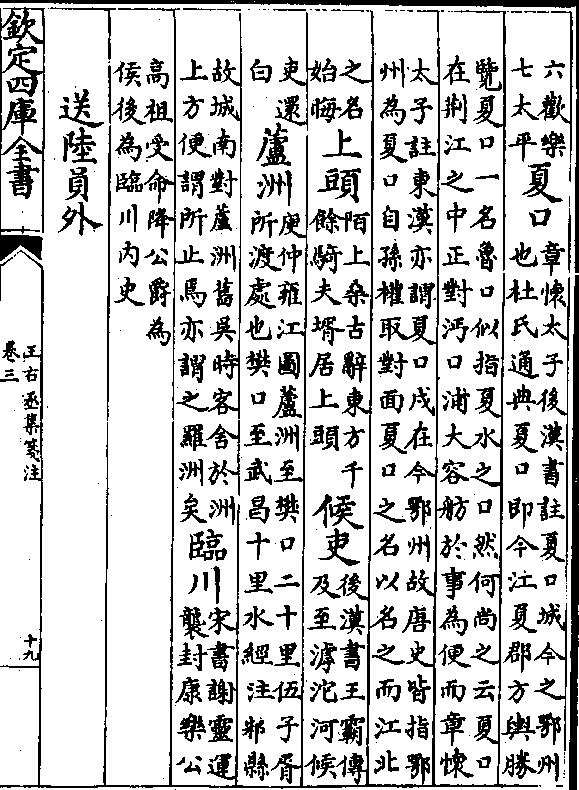 六歡樂
七太平
夏口
章懷太子後漢書註夏口城今之鄂州
也杜氏通典夏口即今江夏郡方輿勝
覽夏口一名魯口似指夏水之口然何尚之云夏口
在荆江之中正對沔口浦大容舫於事為便而章懷
太子註東漢亦謂夏口戍在今鄂州故唐史皆指鄂
州為夏口自孫權取對面夏口之名以名之而江北
之名
始晦
上頭
陌上桑古辭東方千
餘騎夫壻居上頭
候吏
後漢書王霸傳
及至滹沱河候
吏還
白
蘆洲
庾仲雍江圖蘆洲至樊口二十里伍子胥
所渡處也樊口至武昌十里水經注邾縣
故城南對蘆洲舊吳時客舍於洲
上方便謂所止馬亦謂之羅洲矣
臨川
宋書謝靈運
襲封康樂公
高祖受命降公爵為
侯後為臨川內史
送陸員外
欽定四庫全書
王右丞集箋注
卷三
十九